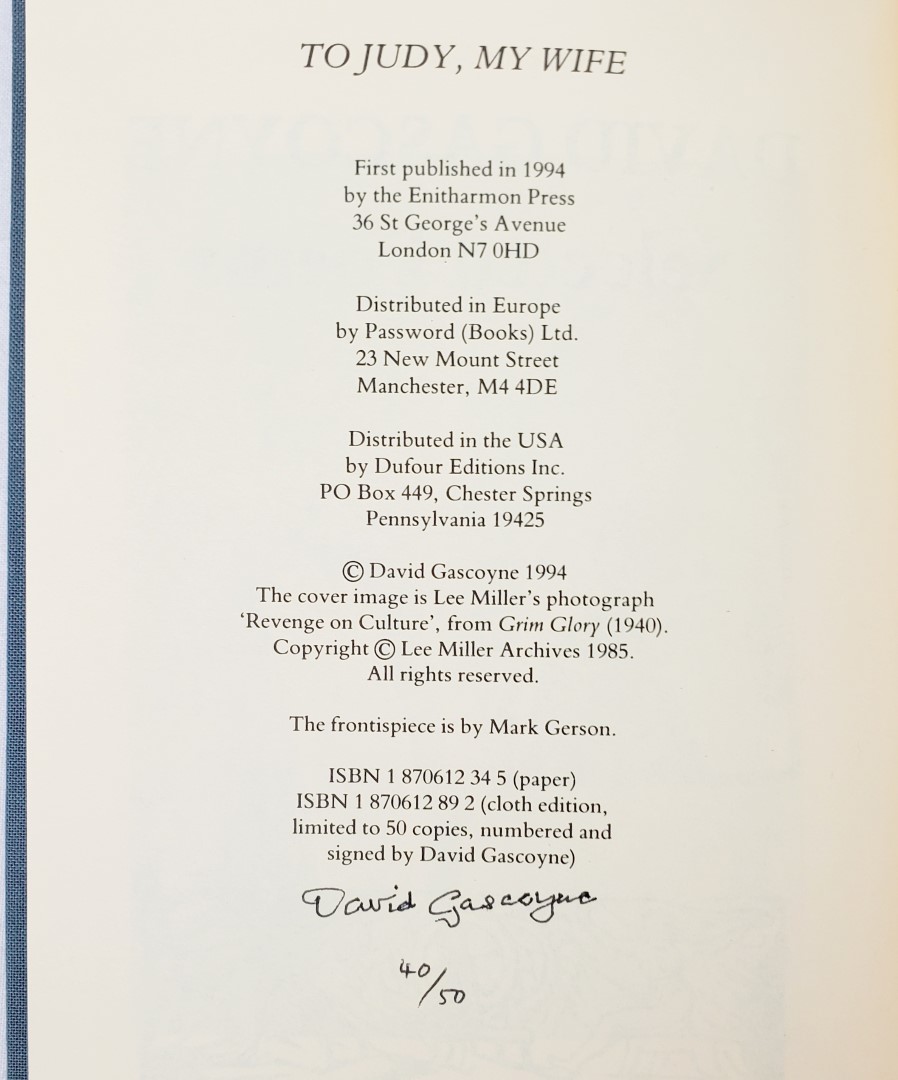 TO JUDY, MY WIFE
First published in 1994
by the Enitharmon Press
36 St George's Avenue
London N7 0HD
Distributed in Europe
by Password (Books) Ltd.
23 New Mount Street
Manchester, M4 4DE
Distributed in the USA
by Dufour Editions Inc.
PO Box 449, Chester Springs
Pennsylvania 19425
© David Gascoyne 1994
The cover image is Lee Miller's photograph
‘Revenge on Culture’, from Grim Glory (1940).
Copyright © Lee Miller Archives 1985.
All rights reserved.
The frontispiece is by Mark Gerson.
ISBN 1 870612 34 5 (paper)
ISBN 1 870612 89 2 (cloth edition,
limited to 50 copies, numbered and
signed by David Gascoyne)
David Gascoyne
40/50